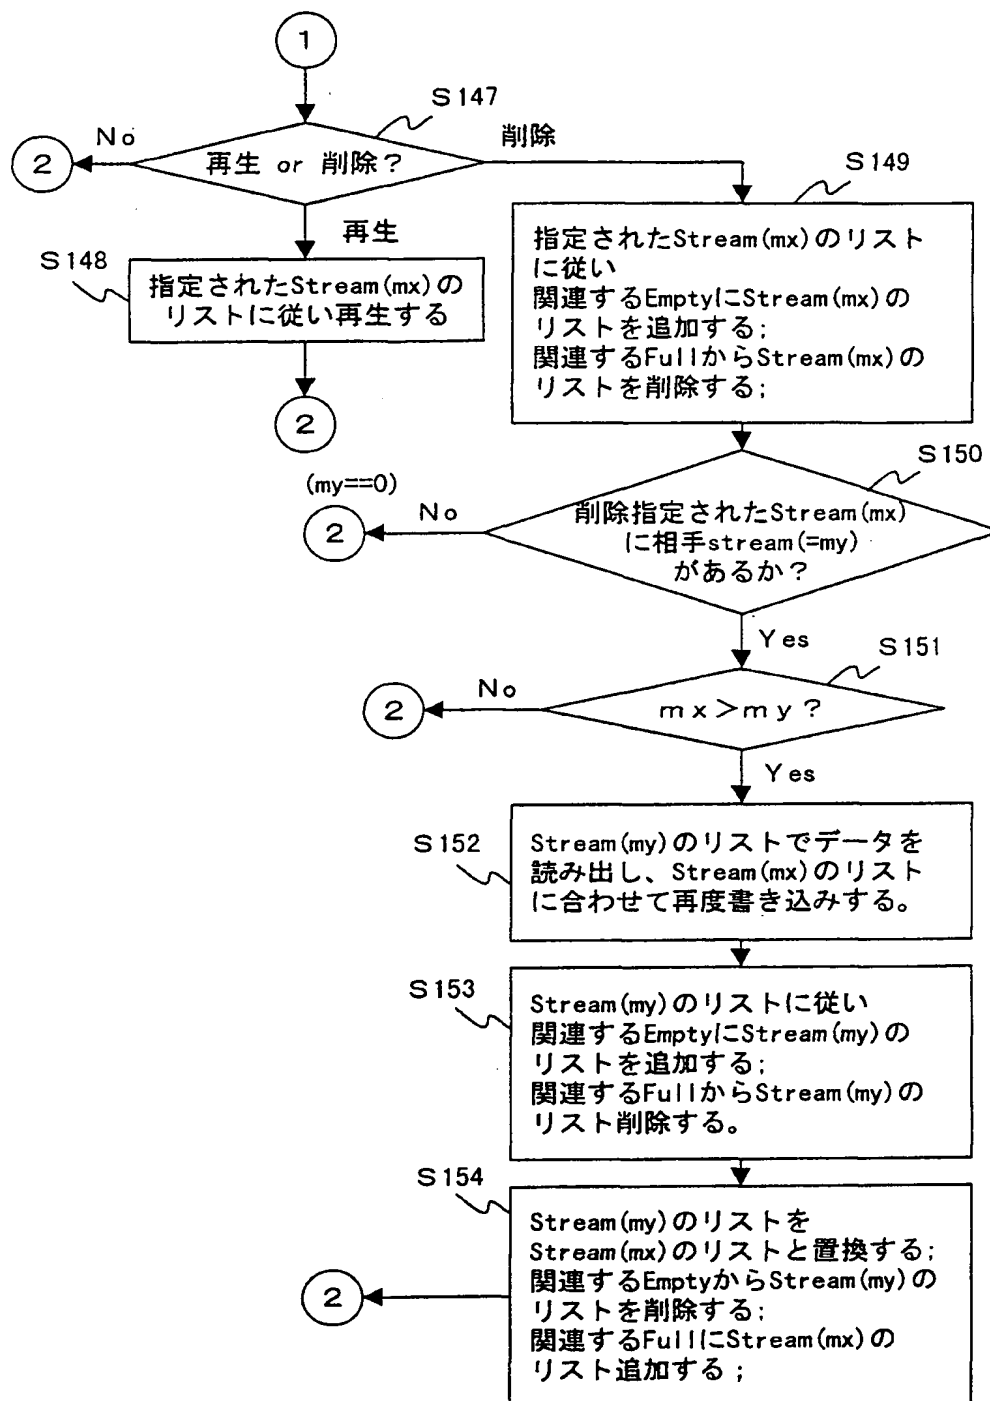 1
S147
No
2
再生 or 削除？
削除
S149
再生
S148
指定されたStream(mx)の
リストに従い再生する
2
指定されたStream(mx)のリスト
に従い
関連するEmptyにStream(mx)の
リストを追加する;
関連するFullからStream(mx)の
リストを削除する;
S150
(my==0)
No
2
削除指定されたStream(mx)
に相手stream(=my)
があるか？
Yes
S151
No
2
mx>my？
Yes
S152
Stream(my)のリストでデータを
読み出し、Stream(mx)のリスト
に合わせて再度書き込みする。
S153
Stream(my)のリストに従い
関連するEmptyにStream(my)の
リストを追加する;
関連するFullからStream(my)の
リスト削除する。
S154
2
Stream(my)のリストを
Stream(mx)のリストと置換する;
関連するEmptyからStream(my)の
リストを削除する;
関連するFullにStream(mx)の
リスト追加する;